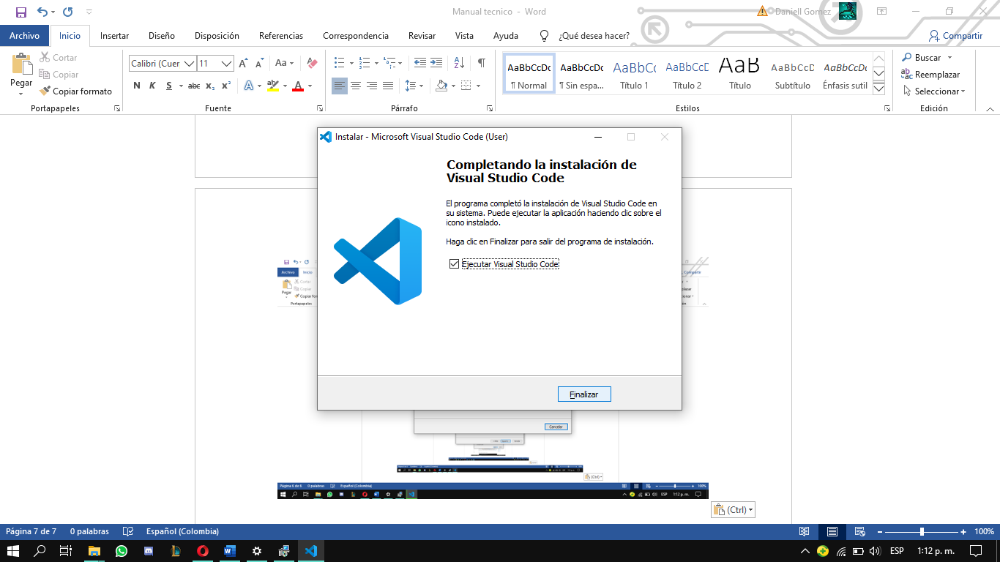 Manual tecnico - Word
Daniell Gomez
Archivo Inicio Insertar Diseño Disposición Referencias Correspondencia Revisar Vista Ayuda ¿Qué desea hacer? Compartir
Pegar
Cortar
Copiar
Copiar formato
Portapapeles
Calibri (Cuer 11
N K S abc x₂ x²
Fuente
Párrafo
AaBbCcDc AaBbCcDc AaBbCc AaBbCcD AaB AaBbCcD AaBbCcDc
¶ Normal ¶ Sin espa... Título 1 Título 2 Título Subtítulo Énfasis sutil
Estilos
Buscar
Reemplazar
Seleccionar
Edición
Instalar - Microsoft Visual Studio Code (User)
Completando la instalación de
Visual Studio Code
El programa completó la instalación de Visual Studio Code en
su sistema. Puede ejecutar la aplicación haciendo clic sobre el
icono instalado.
Haga clic en Finalizar para salir del programa de instalación.
Ejecutar Visual Studio Code
Finalizar
Archivo Inicio
Pegar
Cortar
Copiar
Copiar for
Portapapeles
Compartir
Cancelar
(Ctrl)
Página 6 de 6 0 palabras Español (Colombia) 100%
ESP 1:12 p. m.
(Ctrl)
Página 7 de 7 0 palabras Español (Colombia) 100%
ESP 1:12 p. m.